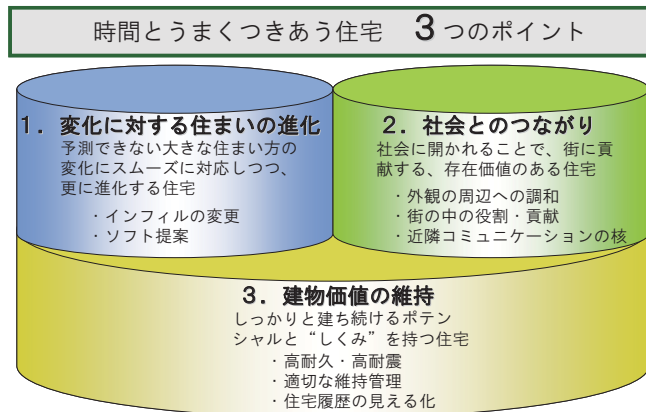 時間とうまくつきあう住宅 3つのポイント
1．変化に対する住まいの進化
予測できない大きな住まい方の
変化にスムーズに対応しつつ、
更に進化する住宅
・インフィルの変更
・ソフト提案
2．社会とのつながり
社会に開かれることで、街に貢
献する、存在価値のある住宅
・外観の周辺への調和
・街の中の役割・貢献
・近隣コミュニケーションの核
3．建物価値の維持
しっかりと建ち続けるポテン
シャルと“しくみ”を持つ住宅
・高耐久・高耐震
・適切な維持管理
・住宅履歴の見える化